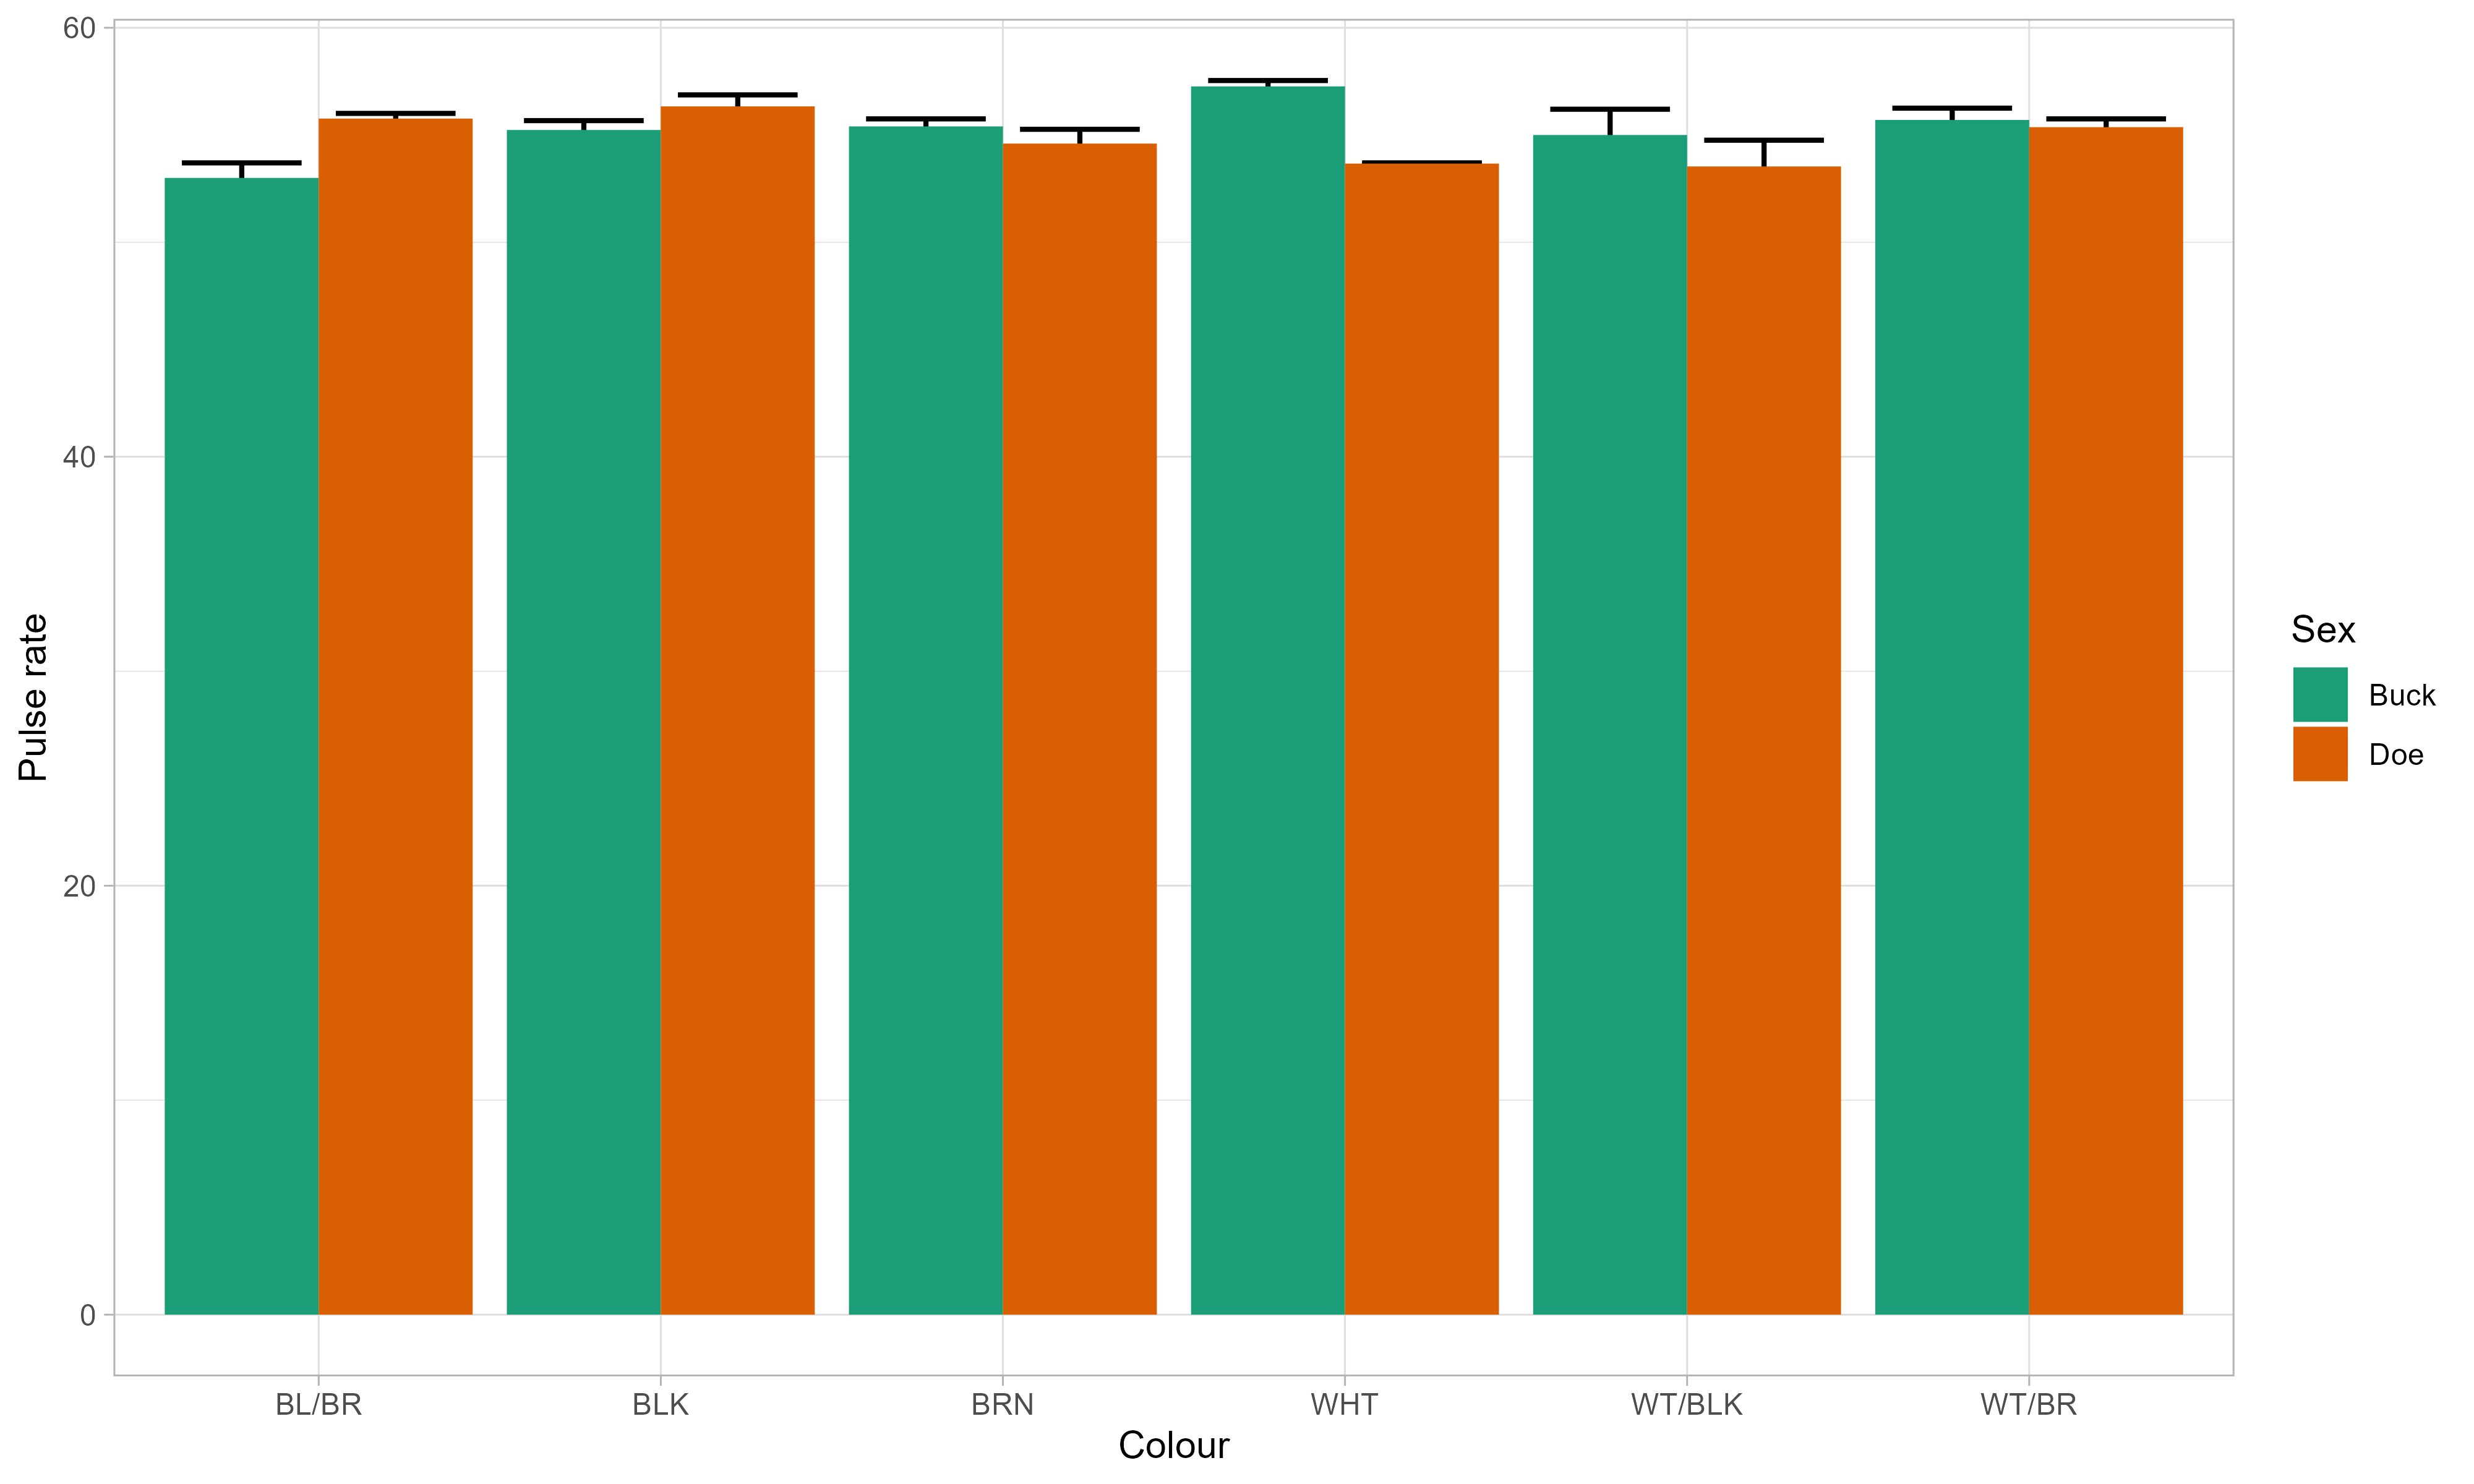 60
40
20
0
Pulse rate
BL/BR BLK BRN WHT WT/BLK WT/BR
Colour
Sex
Buck
Doe